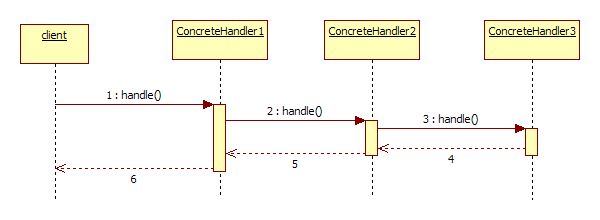 client
ConcreteHandler1
ConcreteHandler2
ConcreteHandler3
1 : handle()
2 : handle()
3 : handle()
4
5
6